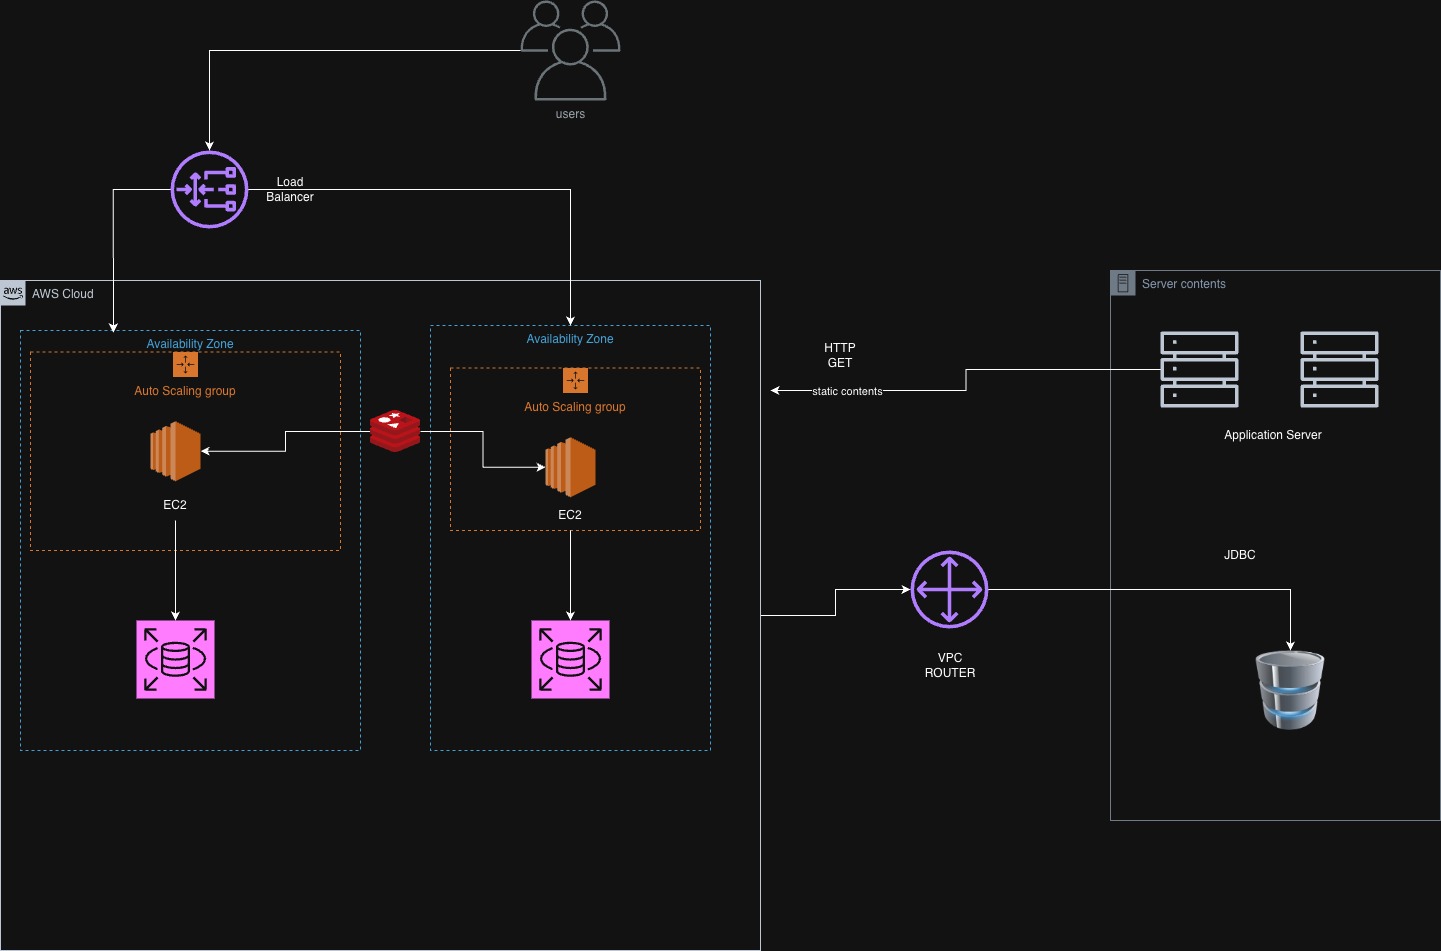 users
Load
Balancer
aws
AWS Cloud
Server contents
Availability Zone
Auto Scaling group
EC2
Availability Zone
Auto Scaling group
EC2
HTTP
GET
static contents
Application Server
JDBC
VPC
ROUTER